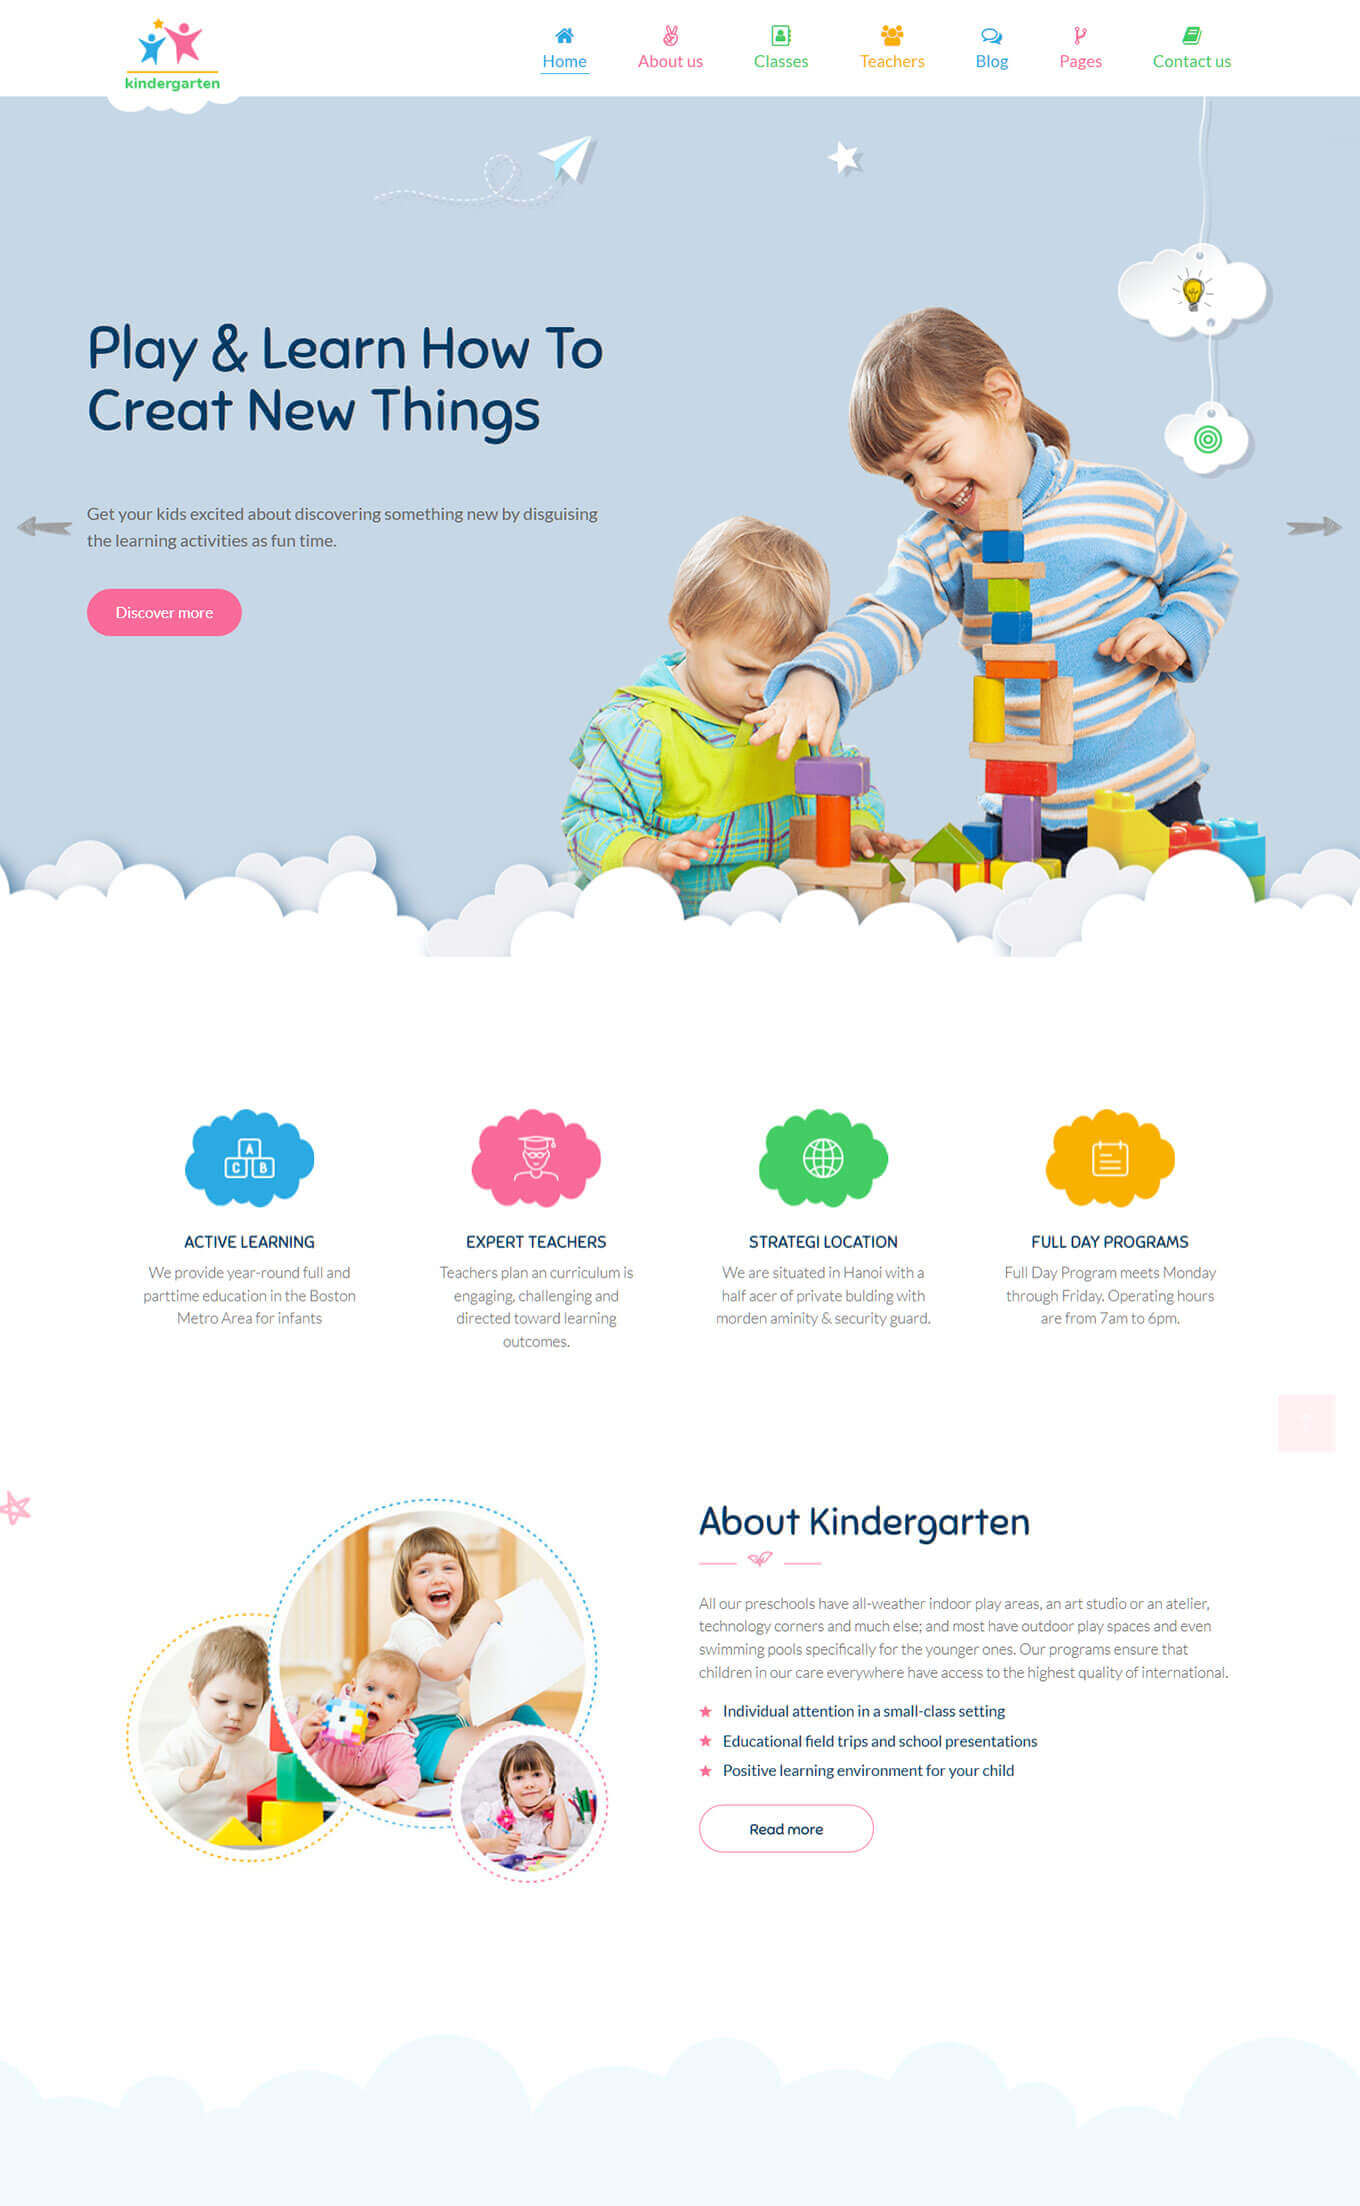 kindergarten
Home
About us
Classes
Teachers
Blog
Pages
Contact us
Play & Learn How To
Creat New Things
Get your kids excited about discovering something new by disguising
the learning activities as fun time.
Discover more
A
C B
ACTIVE LEARNING
We provide year-round full and
parttime education in the Boston
Metro Area for infants
EXPERT TEACHERS
Teachers plan an curriculum is
engaging, challenging and
directed toward learning
outcomes.
STRATEGI LOCATION
We are situated in Hanoi with a
half acer of private bulding with
morden aminity & security guard.
FULL DAY PROGRAMS
Full Day Program meets Monday
through Friday. Operating hours
are from 7am to 6pm.
About Kindergarten
All our preschools have all-weather indoor play areas, an art studio or an atelier,
technology corners and much else; and most have outdoor play spaces and even
swimming pools specifically for the younger ones. Our programs ensure that
children in our care everywhere have access to the highest quality of international.
Individual attention in a small-class setting
Educational field trips and school presentations
Positive learning environment for your child
Read more